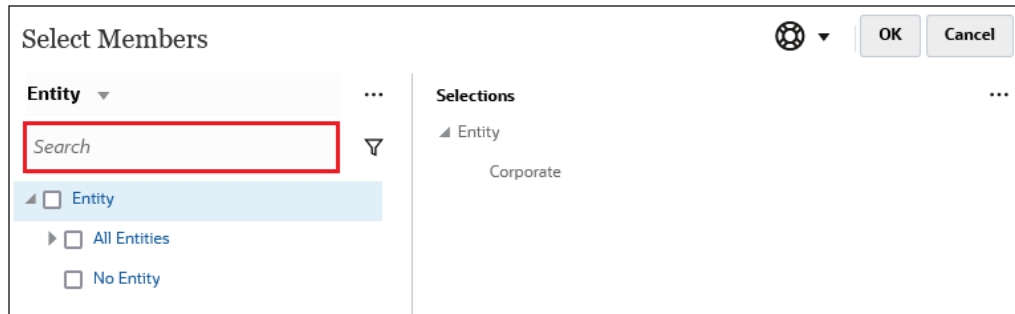 Select Members
OK
Cancel
Entity
Search
Entity
All Entities
No Entity
Selections
Entity
Corporate